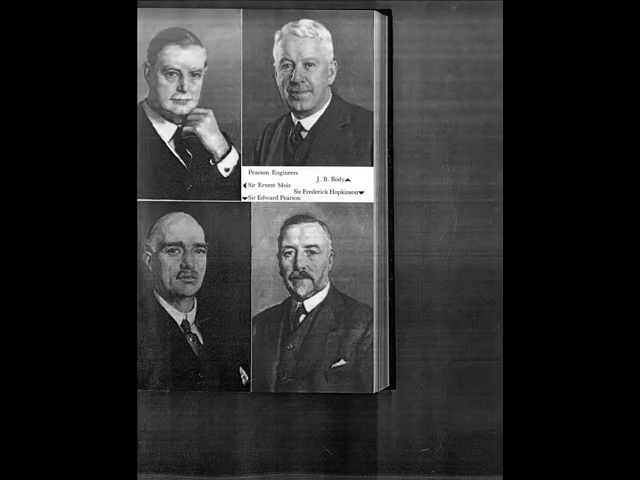 Pearson Engineers
J. B. Body▲
◀Sir Ernest Moir
Sir Frederick Hopkinson▼
▼Sir Edward Pearson